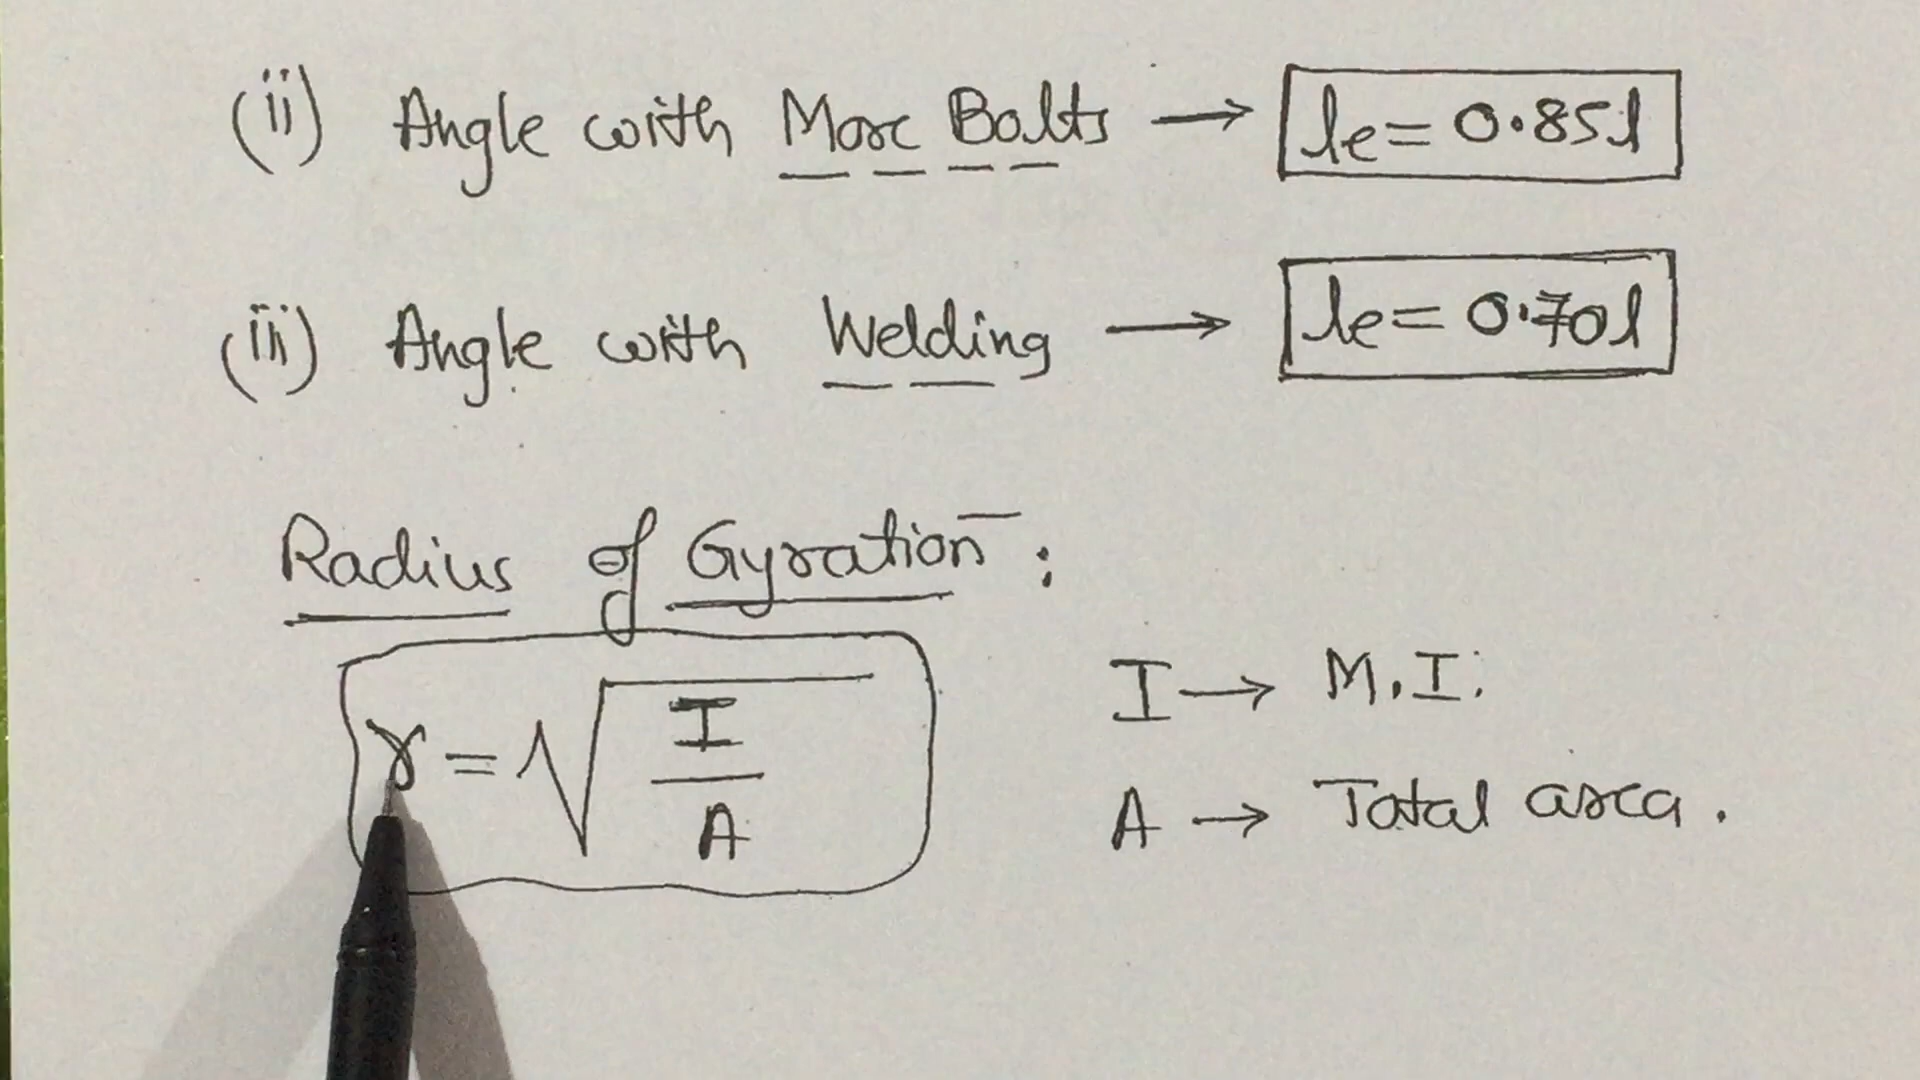 (ii) Angle with More Bolts → le = 0.85l
(iii) Angle with Welding → le = 0.70l
Radius of Gyration :
r = √(I/A)
I → M.I.
A → Total area.